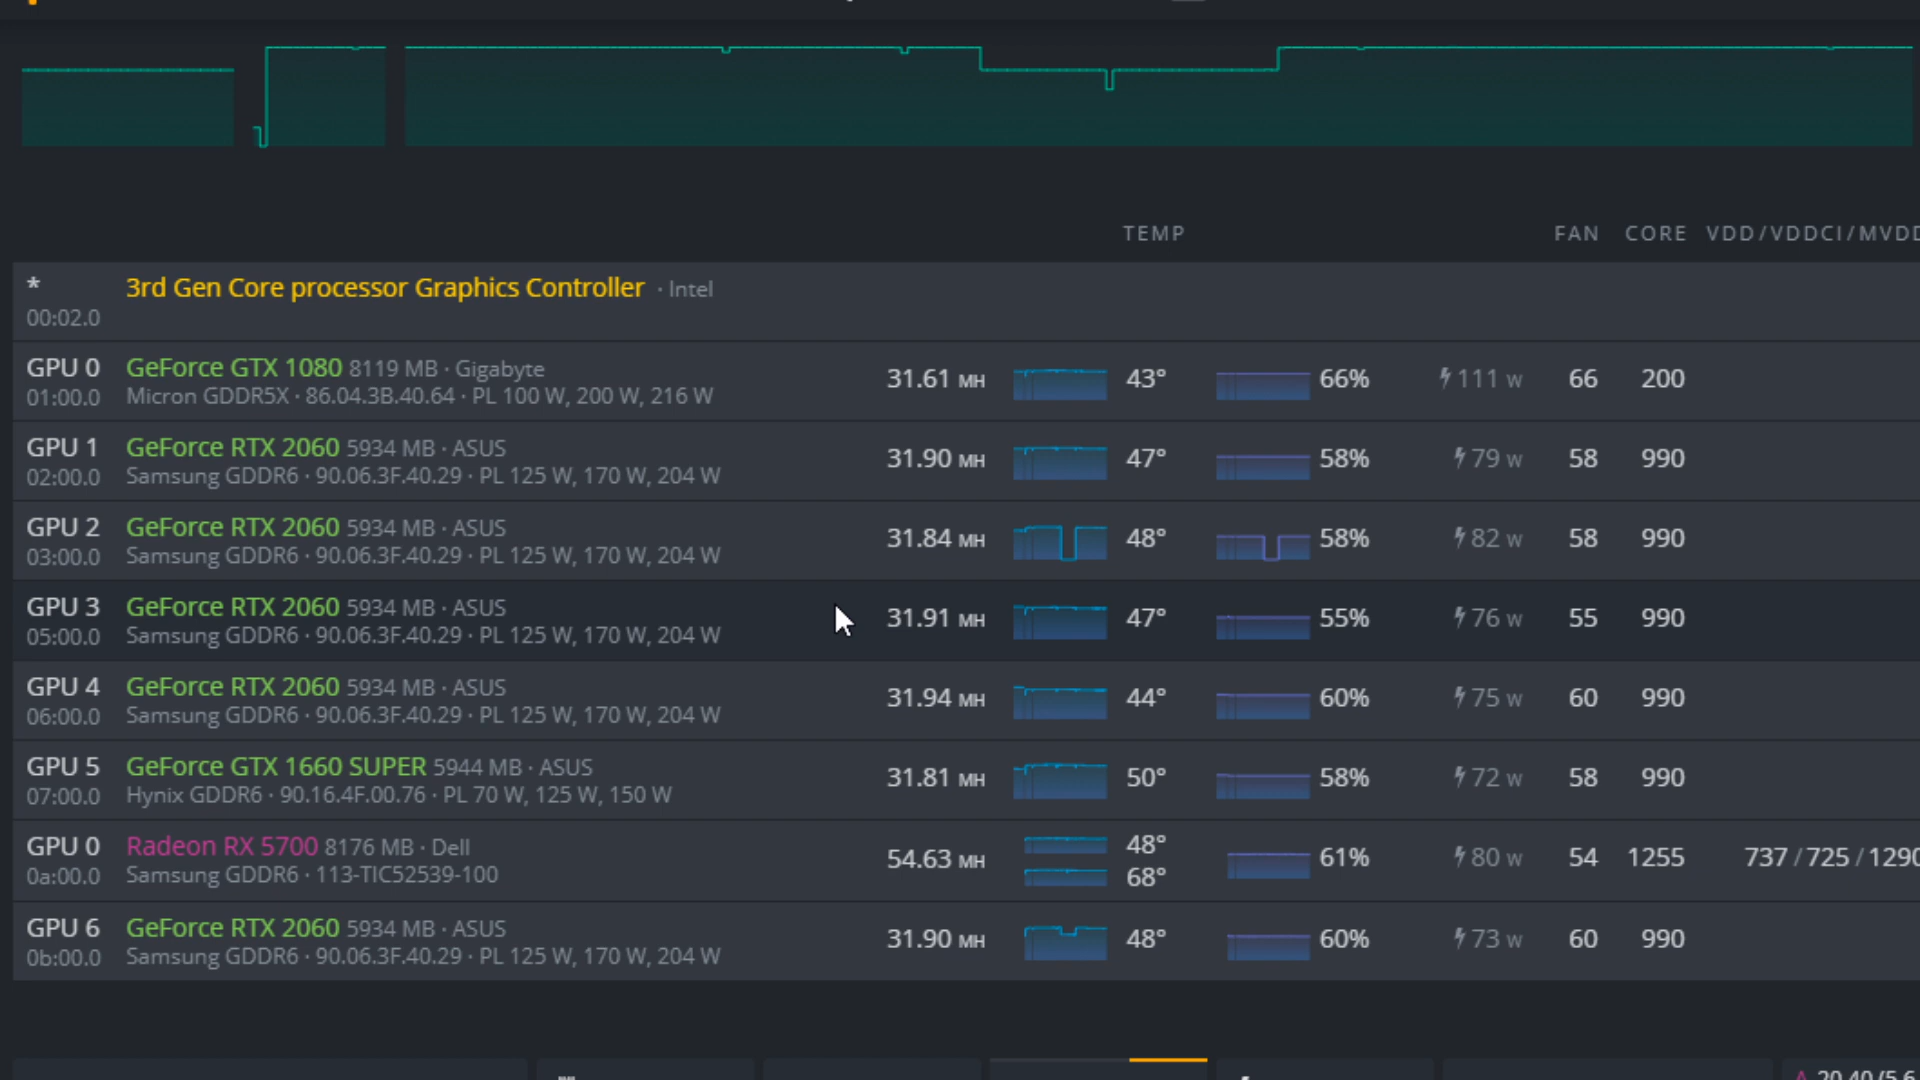 TEMP FAN CORE VDD/VDDCI/MVDD
* 3rd Gen Core processor Graphics Controller · Intel
00:02.0
GPU 0 GeForce GTX 1080 8119 MB · Gigabyte 31.61 MH 43° 66% 111 W 66 200
01:00.0 Micron GDDR5X · 86.04.3B.40.64 · PL 100 W, 200 W, 216 W
GPU 1 GeForce RTX 2060 5934 MB · ASUS 31.90 MH 47° 58% 79 W 58 990
02:00.0 Samsung GDDR6 · 90.06.3F.40.29 · PL 125 W, 170 W, 204 W
GPU 2 GeForce RTX 2060 5934 MB · ASUS 31.84 MH 48° 58% 82 W 58 990
03:00.0 Samsung GDDR6 · 90.06.3F.40.29 · PL 125 W, 170 W, 204 W
GPU 3 GeForce RTX 2060 5934 MB · ASUS 31.91 MH 47° 55% 76 W 55 990
05:00.0 Samsung GDDR6 · 90.06.3F.40.29 · PL 125 W, 170 W, 204 W
GPU 4 GeForce RTX 2060 5934 MB · ASUS 31.94 MH 44° 60% 75 W 60 990
06:00.0 Samsung GDDR6 · 90.06.3F.40.29 · PL 125 W, 170 W, 204 W
GPU 5 GeForce GTX 1660 SUPER 5944 MB · ASUS 31.81 MH 50° 58% 72 W 58 990
07:00.0 Hynix GDDR6 · 90.16.4F.00.76 · PL 70 W, 125 W, 150 W
GPU 0 Radeon RX 5700 8176 MB · Dell 54.63 MH 48° 61% 80 W 54 1255 737 / 725 / 1290
0a:00.0 Samsung GDDR6 · 113-TIC52539-100 68°
GPU 6 GeForce RTX 2060 5934 MB · ASUS 31.90 MH 48° 60% 73 W 60 990
0b:00.0 Samsung GDDR6 · 90.06.3F.40.29 · PL 125 W, 170 W, 204 W